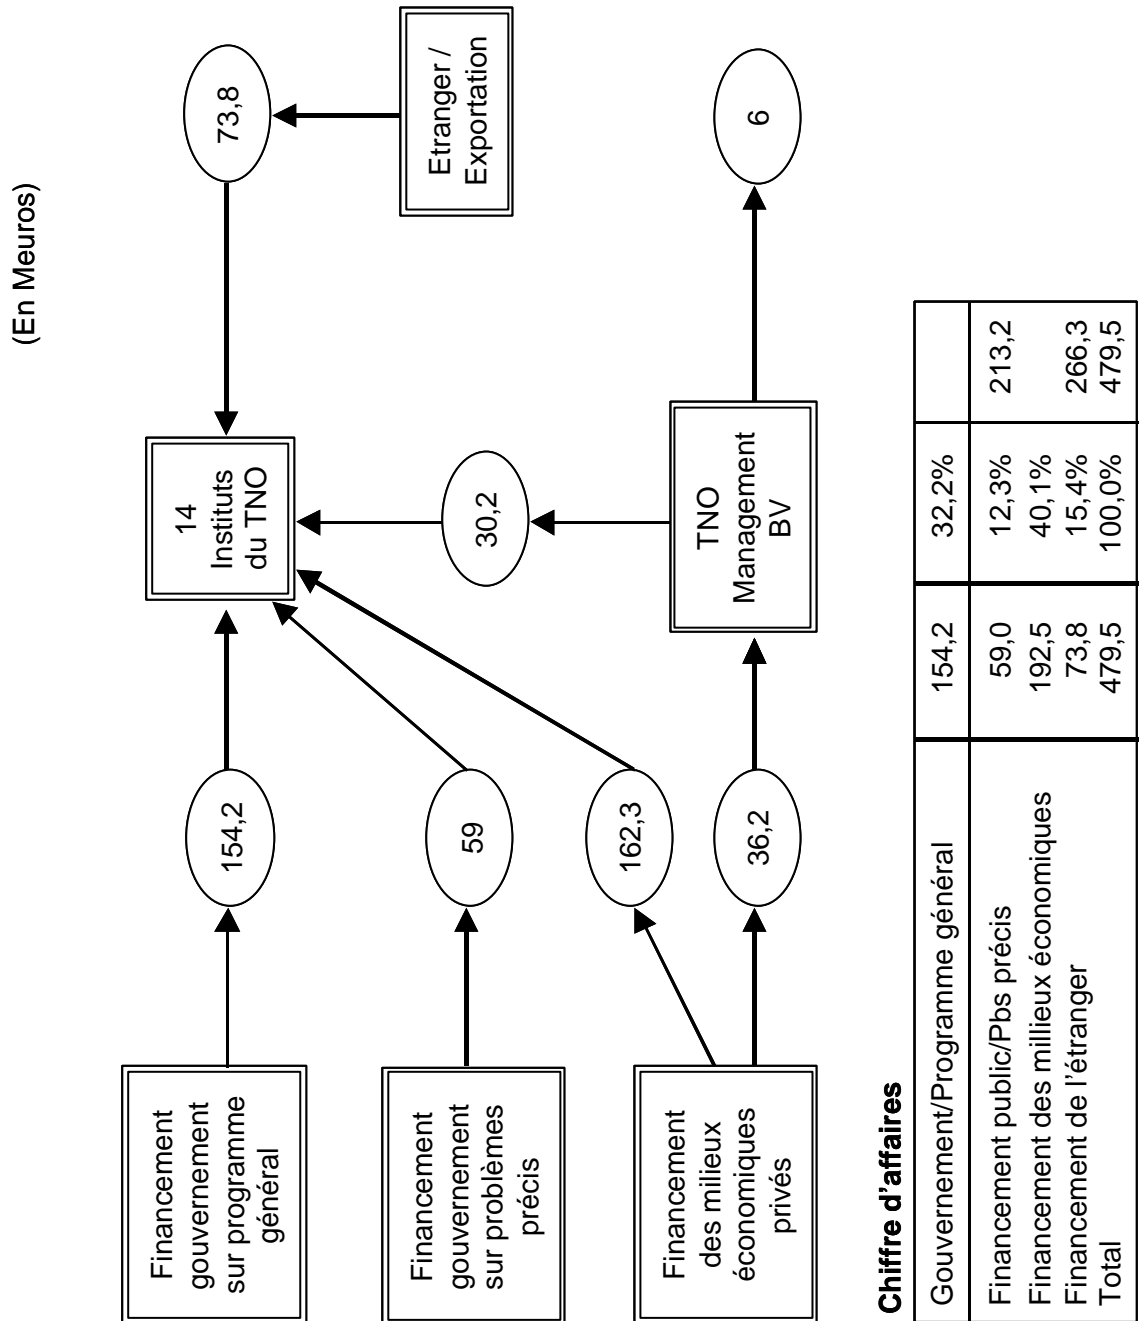 (En Meuros)
Financement
gouvernement
sur programme
général
154,2
14
Instituts
du TNO
73,8
Etranger /
Exportation
Financement
gouvernement
sur problèmes
précis
59
30,2
Financement
des milieux
économiques
privés
162,3
36,2
TNO
Management
BV
6
Chiffre d'affaires
Gouvernement/Programme général 154,2 32,2%
Financement public/Pbs précis 59,0 12,3% 213,2
Financement des millieux économiques 192,5 40,1%
Financement de l'étranger 73,8 15,4% 266,3
Total 479,5 100,0% 479,5